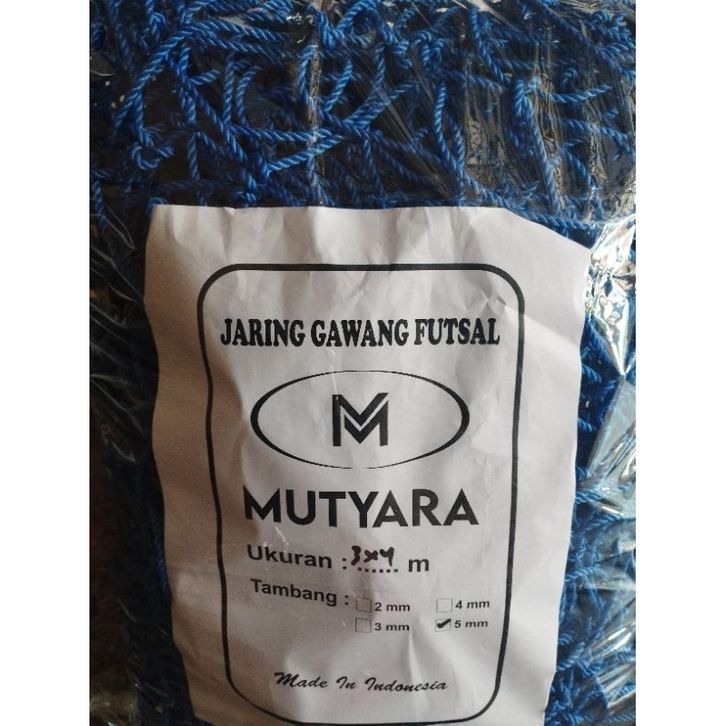 JARING GAWANG FUTSAL
M
MUTYARA
Ukuran : 3x4 m
Tambang : 2 mm 4 mm
3 mm ✓ 5 mm
Made In Indonesia